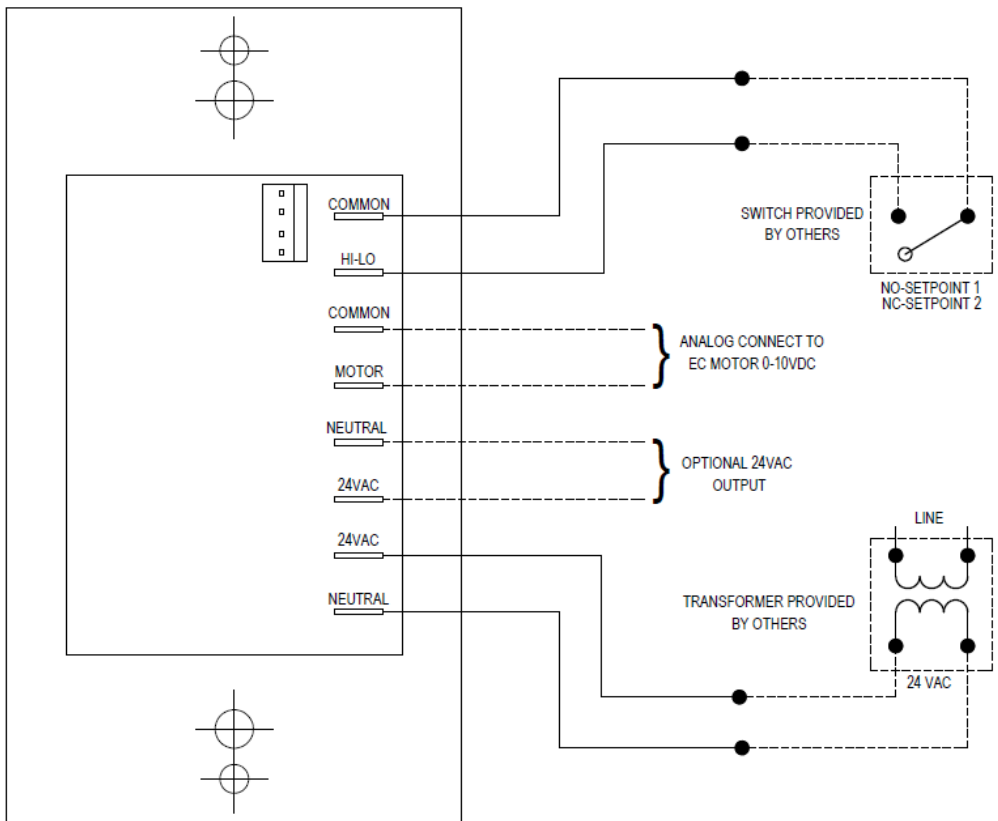 COMMON
HI-LO
COMMON
MOTOR
NEUTRAL
24VAC
24VAC
NEUTRAL
SWITCH PROVIDED
BY OTHERS
NO-SETPOINT 1
NC-SETPOINT 2
ANALOG CONNECT TO
EC MOTOR 0-10VDC
OPTIONAL 24VAC
OUTPUT
LINE
TRANSFORMER PROVIDED
BY OTHERS
24 VAC